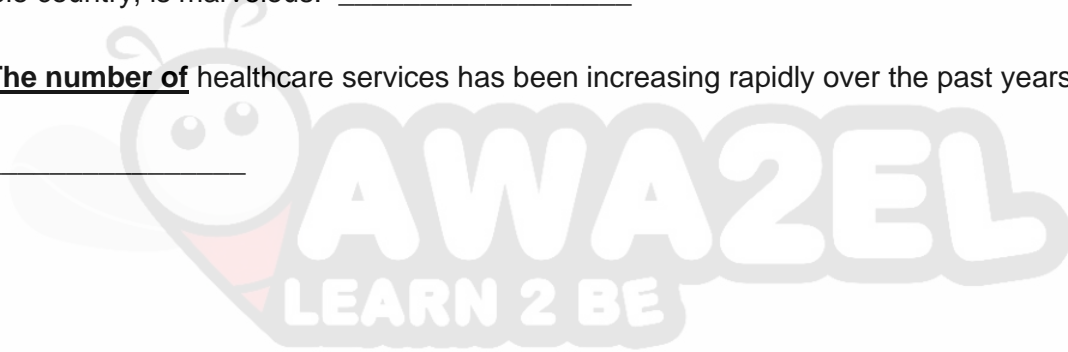 country, is marvelous. __________________
The number of healthcare services has been increasing rapidly over the past years
_______________
AWA2EL
LEARN 2 BE